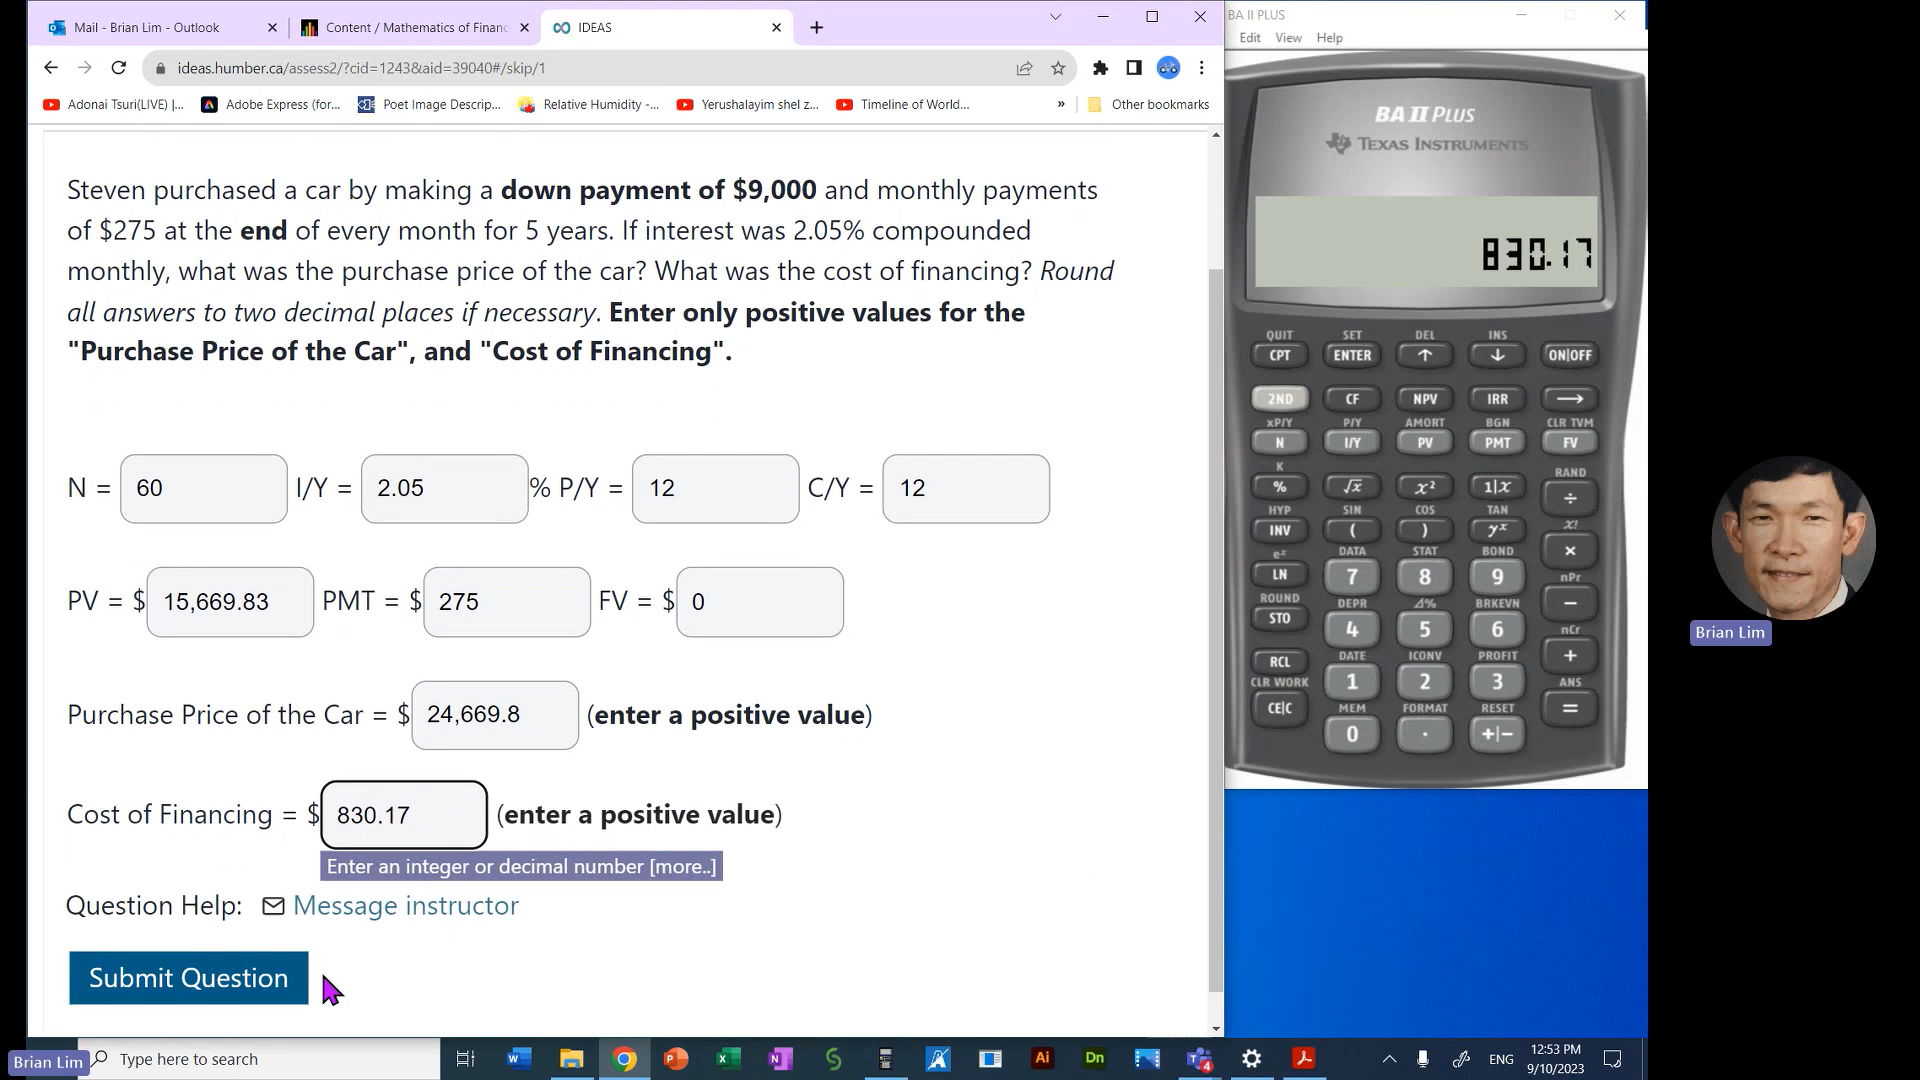 Mail - Brian Lim - Outlook
Content / Mathematics of Financ
IDEAS
ideas.humber.ca/assess2/?cid=1243&aid=39040#/skip/1
Adonai Tsuri(LIVE) |...
Adobe Express (for...
Poet Image Descrip...
Relative Humidity -...
Yerushalayim shel z...
Timeline of World...
»
Other bookmarks
Steven purchased a car by making a down payment of $9,000 and monthly payments
of $275 at the end of every month for 5 years. If interest was 2.05% compounded
monthly, what was the purchase price of the car? What was the cost of financing? Round
all answers to two decimal places if necessary. Enter only positive values for the
"Purchase Price of the Car", and "Cost of Financing".
N = 60 I/Y = 2.05 % P/Y = 12 C/Y = 12
PV = $ 15,669.83 PMT = $ 275 FV = $ 0
Purchase Price of the Car = $ 24,669.8 (enter a positive value)
Cost of Financing = $ 830.17 (enter a positive value)
Enter an integer or decimal number [more..]
Question Help: Message instructor
Submit Question
BA II PLUS
Edit View Help
BA II PLUS
TEXAS INSTRUMENTS
830.17
QUIT SET DEL INS
CPT ENTER ↑ ↓ ON|OFF
2ND CF NPV IRR →
xP/Y P/Y AMORT BGN CLR TVM
N I/Y PV PMT FV
K RAND
% √x x² 1|x ÷
HYP SIN COS TAN x!
INV ( ) yˣ ×
eˣ DATA STAT BOND nPr
LN 7 8 9 −
ROUND DEPR Δ% BRKEVN nCr
STO 4 5 6 +
RCL DATE ICONV PROFIT
CLR WORK 1 2 3 ANS
CE|C MEM FORMAT RESET =
0 . +|−
Brian Lim
Brian Lim
Type here to search
W
P
X
N
S
Ai
Dn
4
ENG
12:53 PM
9/10/2023